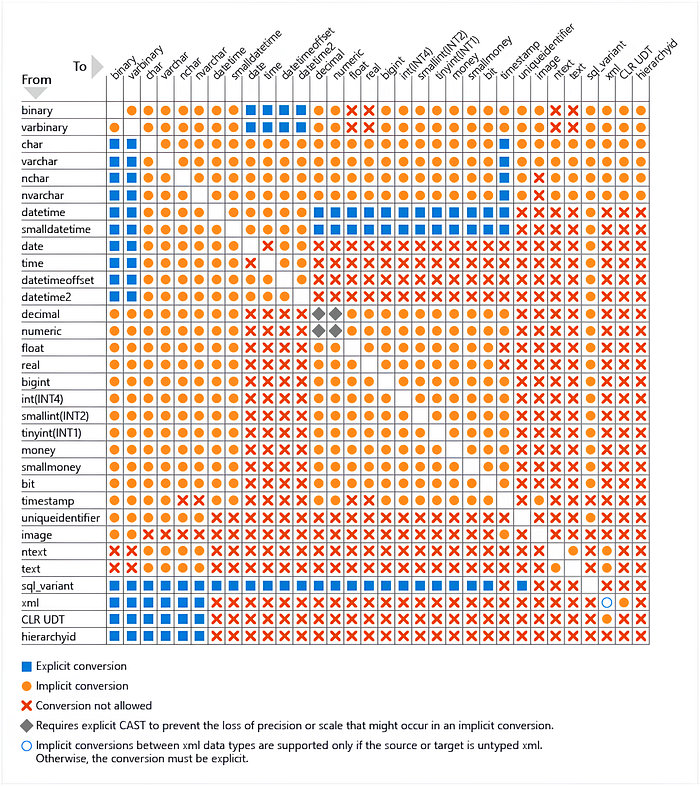 To
From
binary
varbinary
char
varchar
nchar
nvarchar
datetime
smalldatetime
date
time
datetimeoffset
datetime2
decimal
numeric
float
real
bigint
int(INT4)
smallint(INT2)
tinyint(INT1)
money
smallmoney
bit
timestamp
uniqueidentifier
image
ntext
text
sql_variant
xml
CLR UDT
hierarchyid
binary
varbinary
char
varchar
nchar
nvarchar
datetime
smalldatetime
date
time
datetimeoffset
datetime2
decimal
numeric
float
real
bigint
int(INT4)
smallint(INT2)
tinyint(INT1)
money
smallmoney
bit
timestamp
uniqueidentifier
image
ntext
text
sql_variant
xml
CLR UDT
hierarchyid
Explicit conversion
Implicit conversion
Conversion not allowed
Requires explicit CAST to prevent the loss of precision or scale that might occur in an implicit conversion.
Implicit conversions between xml data types are supported only if the source or target is untyped xml.
Otherwise, the conversion must be explicit.